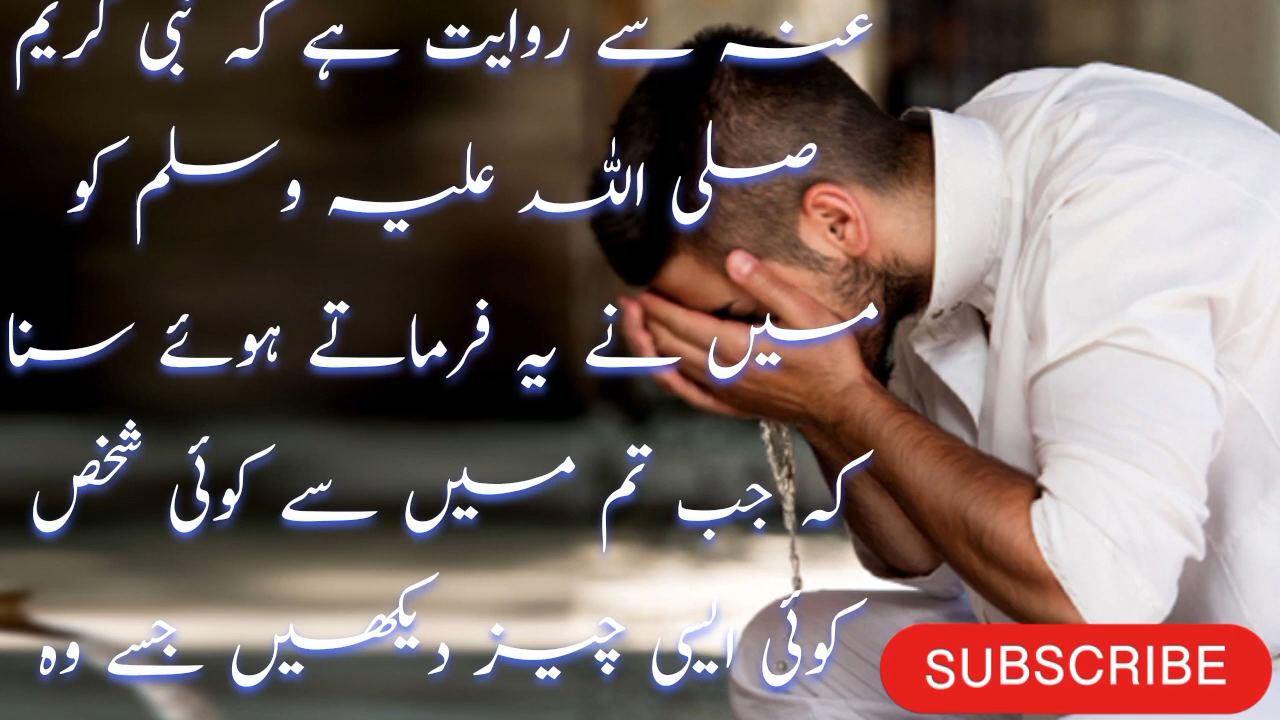 عنہ سے روایت ہے کہ نبی کریم
صلی اللہ علیہ وسلم کو
میں نے یہ فرماتے ہوئے سنا
کہ جب تم میں سے کوئی شخص
کوئی ایسی چیز دیکھیں جسے وہ
SUBSCRIBE